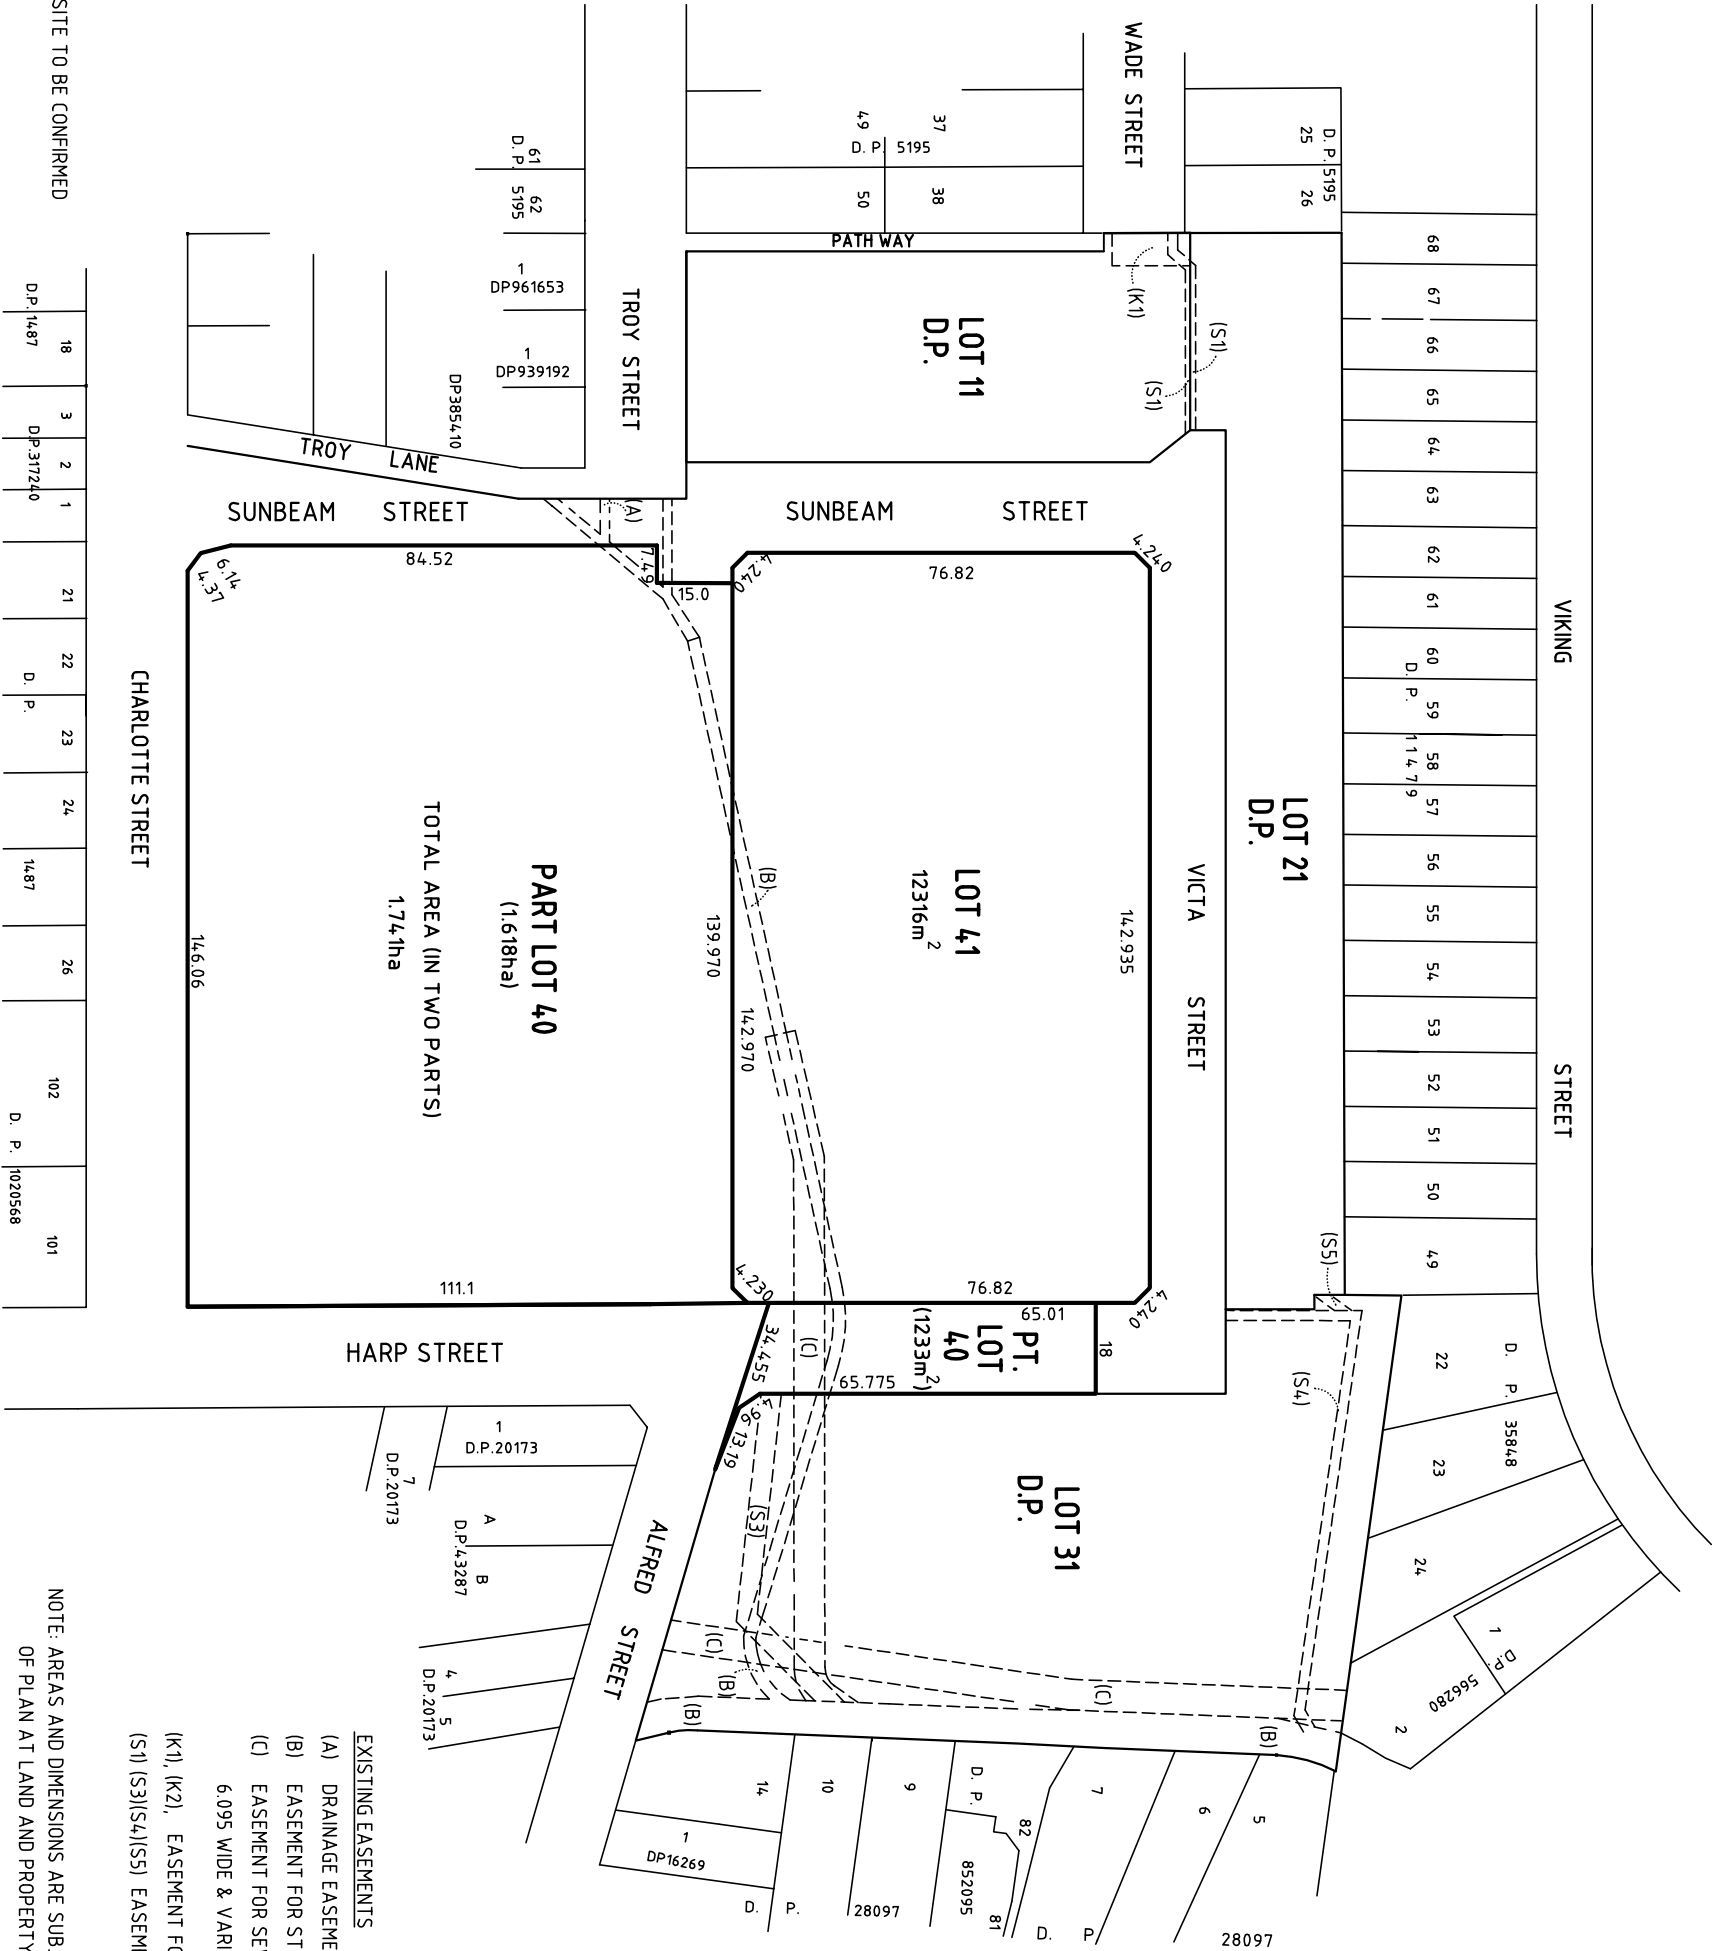 SITE TO BE CONFIRMED
WADE STREET
VIKING STREET
D. P. 5195
25
26
37
49
D. P. 5195
38
50
PATHWAY
61
D. P.
62
5195
1
DP961653
1
DP939192
DP385410
TROY STREET
TROY LANE
LOT 11
D.P.
(K1)
(S1)
(S1)
68
67
66
65
64
63
62
61
60
59
58
57
56
55
54
53
52
51
50
49
D. P. 11479
SUNBEAM STREET
SUNBEAM STREET
(A)
84.52
7.49
15.0
6.14
4.37
4.240
76.82
4.240
D.P.1487
18
3
D.P.317240
2
1
21
22
D. P.
23
24
1487
26
102
D. P. 1020568
101
CHARLOTTE STREET
146.06
PART LOT 40
(1.618ha)
TOTAL AREA (IN TWO PARTS)
1.741ha
139.970
142.970
(B)
LOT 41
12316m2
142.935
VICTA STREET
LOT 21
D.P.
111.1
4.230
76.82
4.240
65.01
18
PT.
LOT
40
(1233m2)
(C)
34.455
65.775
4.96
13.19
HARP STREET
(S5)
(S4)
(S3)
LOT 31
D.P.
ALFRED STREET
(C)
(B)
(B)
(C)
(B)
1
D.P.20173
7
D.P.20173
A
D.P.43287
B
4
D.P.20173
5
D. P. 35848
22
23
24
1 D.P.
566280
2
14
10
9
D. P.
852095
82
81
7
6
5
1
DP16269
D. P. 28097
D. P. 28097
EXISTING EASEMENTS
(A) DRAINAGE EASEME
(B) EASEMENT FOR ST
(C) EASEMENT FOR SE
6.095 WIDE & VARI
(K1), (K2), EASEMENT FO
(S1) (S3)(S4)(S5) EASEM
NOTE: AREAS AND DIMENSIONS ARE SUB
OF PLAN AT LAND AND PROPERTY